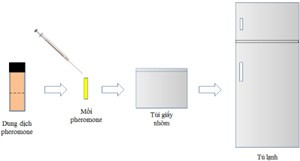 Dung dịch
pheromone
Mồi
pheromone
Túi giấy
nhôm
Tủ lạnh